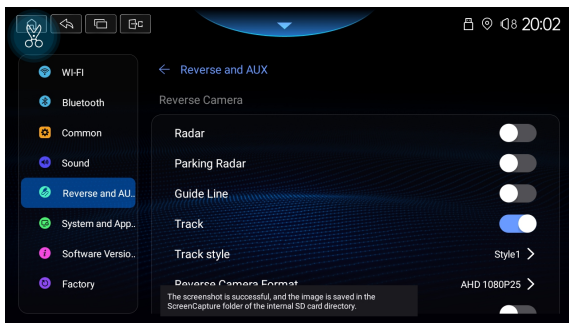 8 20:02
WI-FI
Reverse and AUX
Bluetooth
Reverse Camera
Common
Radar
Sound
Parking Radar
Reverse and AU..
Guide Line
System and App..
Track
Software Versio..
Track style
Style1
Factory
Reverse Camera Format
AHD 1080P25
The screenshot is successful, and the image is saved in the
ScreenCapture folder of the internal SD card directory.